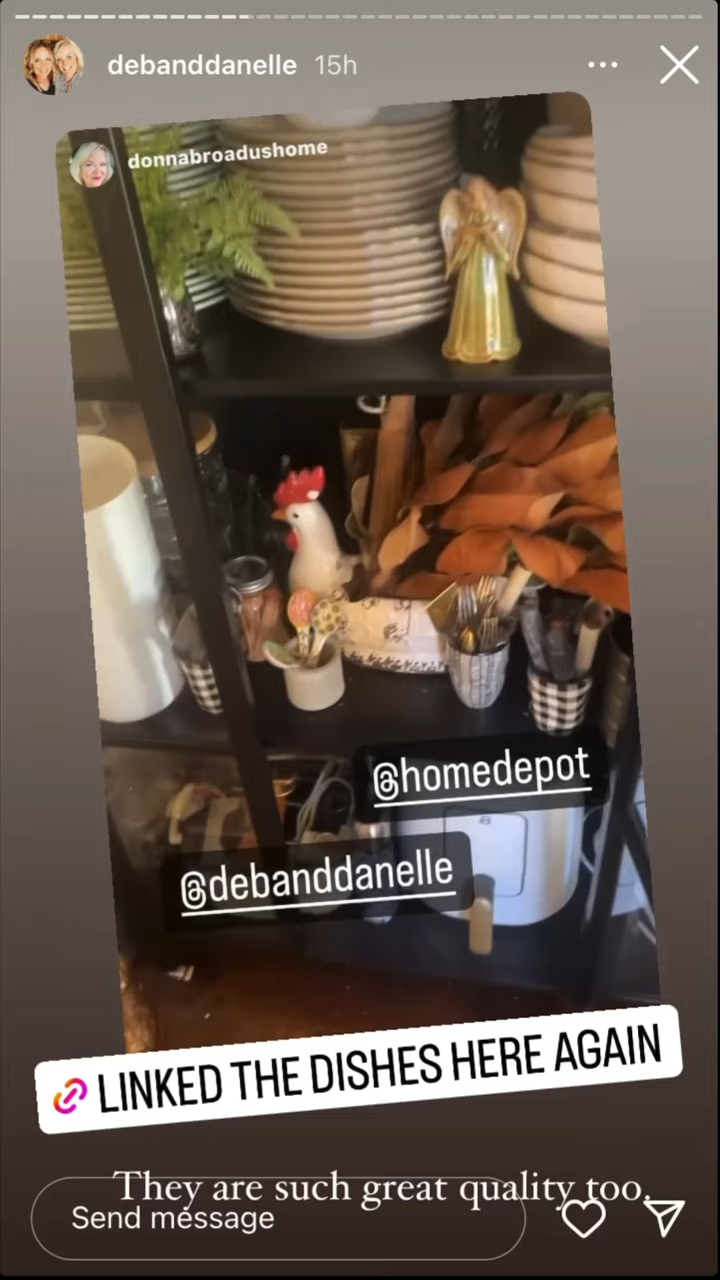 debanddanelle 15h
donnabroadushome
@homedepot
@debanddanelle
LINKED THE DISHES HERE AGAIN
They are such great quality too.
Send message